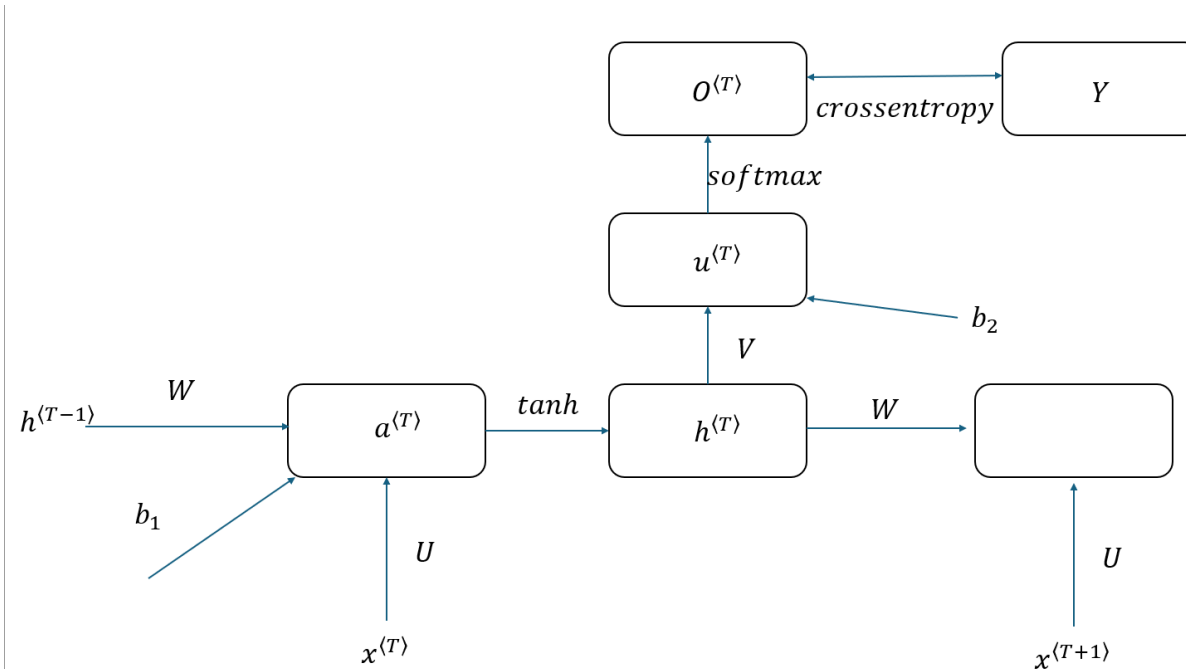 O⟨T⟩
Y
crossentropy
softmax
u⟨T⟩
b₂
V
W
tanh
W
h⟨T−1⟩
a⟨T⟩
h⟨T⟩
b₁
U
U
x⟨T⟩
x⟨T+1⟩